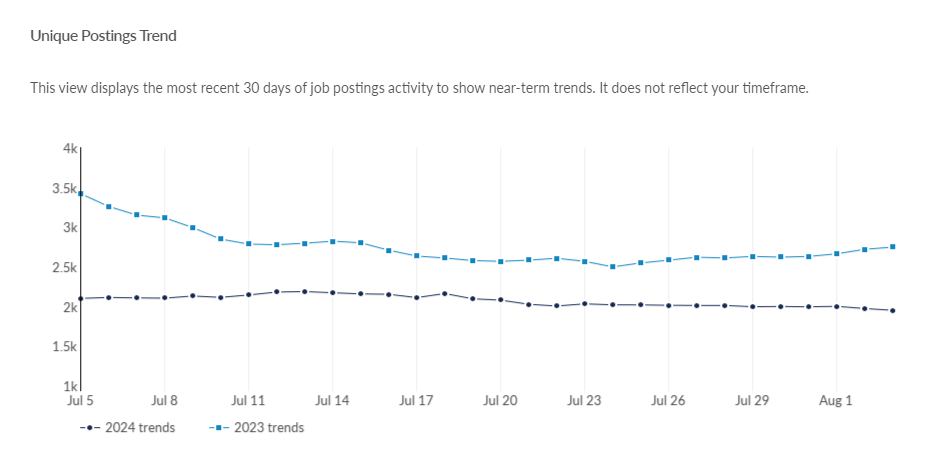 Unique Postings Trend
This view displays the most recent 30 days of job postings activity to show near-term trends. It does not reflect your timeframe.
4k
3.5k
3k
2.5k
2k
1.5k
1k
Jul 5 Jul 8 Jul 11 Jul 14 Jul 17 Jul 20 Jul 23 Jul 26 Jul 29 Aug 1
2024 trends 2023 trends